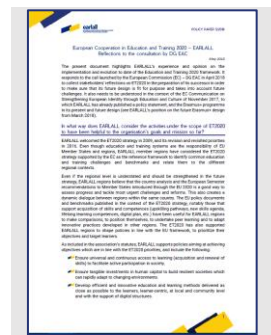 earlall
European Cooperation in Education and Training 2020 – EARLALL
Reflections to the consultation by DG EAC
The present document highlights EARLALL's experience and opinion on the
implementation and revision to date of the Education and Training 2020 framework. It
responds to the call launched by the European Commission (EC) – DG EAC in April 2018
to collect stakeholders' reflections on ET2020 in the preparation of its successor in order
to make sure that its future design is fit for purpose and takes into account future
challenges. It also needs to be understood in the context of the EC Communication on
Strengthening European Identity through Education and Culture of November 2017, to
which EARLALL has already published a policy statement, and the Erasmus+ programme
in its present and future design (see EARLALL's position on the future Erasmus+ design
from March 2018).
In what way does EARLALL consider the activities under the scope of ET2020
to have been helpful to the organisation's goals and mission so far?
EARLALL welcomed the ET2020 strategy in 2009, and its revised and revisited priorities
in 2015. Even though education and training systems are the responsibility of EU
Member States and regions, EARLALL member regions have considered the ET2020
strategy supported by the EC as the reference framework to identify common education
and training challenges and benchmarks and relate them to the different
regional contexts.
Even if the regional level is understated and should be strengthened in the future
strategy, EARLALL regions believe that the country analysis and the European Semester
recommendations to Member States introduced through the ET 2020 is a good way to
assess progress and tackle most urgent challenges and reforms. This also creates a
dynamic dialogue between regions within the same country. The EU policy documents
and benchmarks published in the context of the ET2020 strategy, notably those that
support acquisition of skills and competences (upskilling pathways, new skills agenda,
lifelong learning competences, digital plan, etc.) have been useful for EARLALL regions
to make comparisons, to position themselves, to undertake peer learning and to adapt
innovative practices developed in other regions. The ET2020 has also supported
EARLALL regions to shape policies in line with the EU framework, to prioritize their
objectives and target learners.
As included in the association's statutes, EARLALL supports policies aiming at achieving
objectives which are in line with the ET2020 priorities, and include the following:
Ensure universal and continuous access to learning (acquisition and renewal of
skills) to facilitate active participation in society.
Ensure tangible investments in human capital to build resilient societies which
can rapidly adapt to changing environments.
Develop efficient and innovative education and learning methods delivered as
close as possible to the learners, learner-centric, at local and community level
and with the support of digital structures.